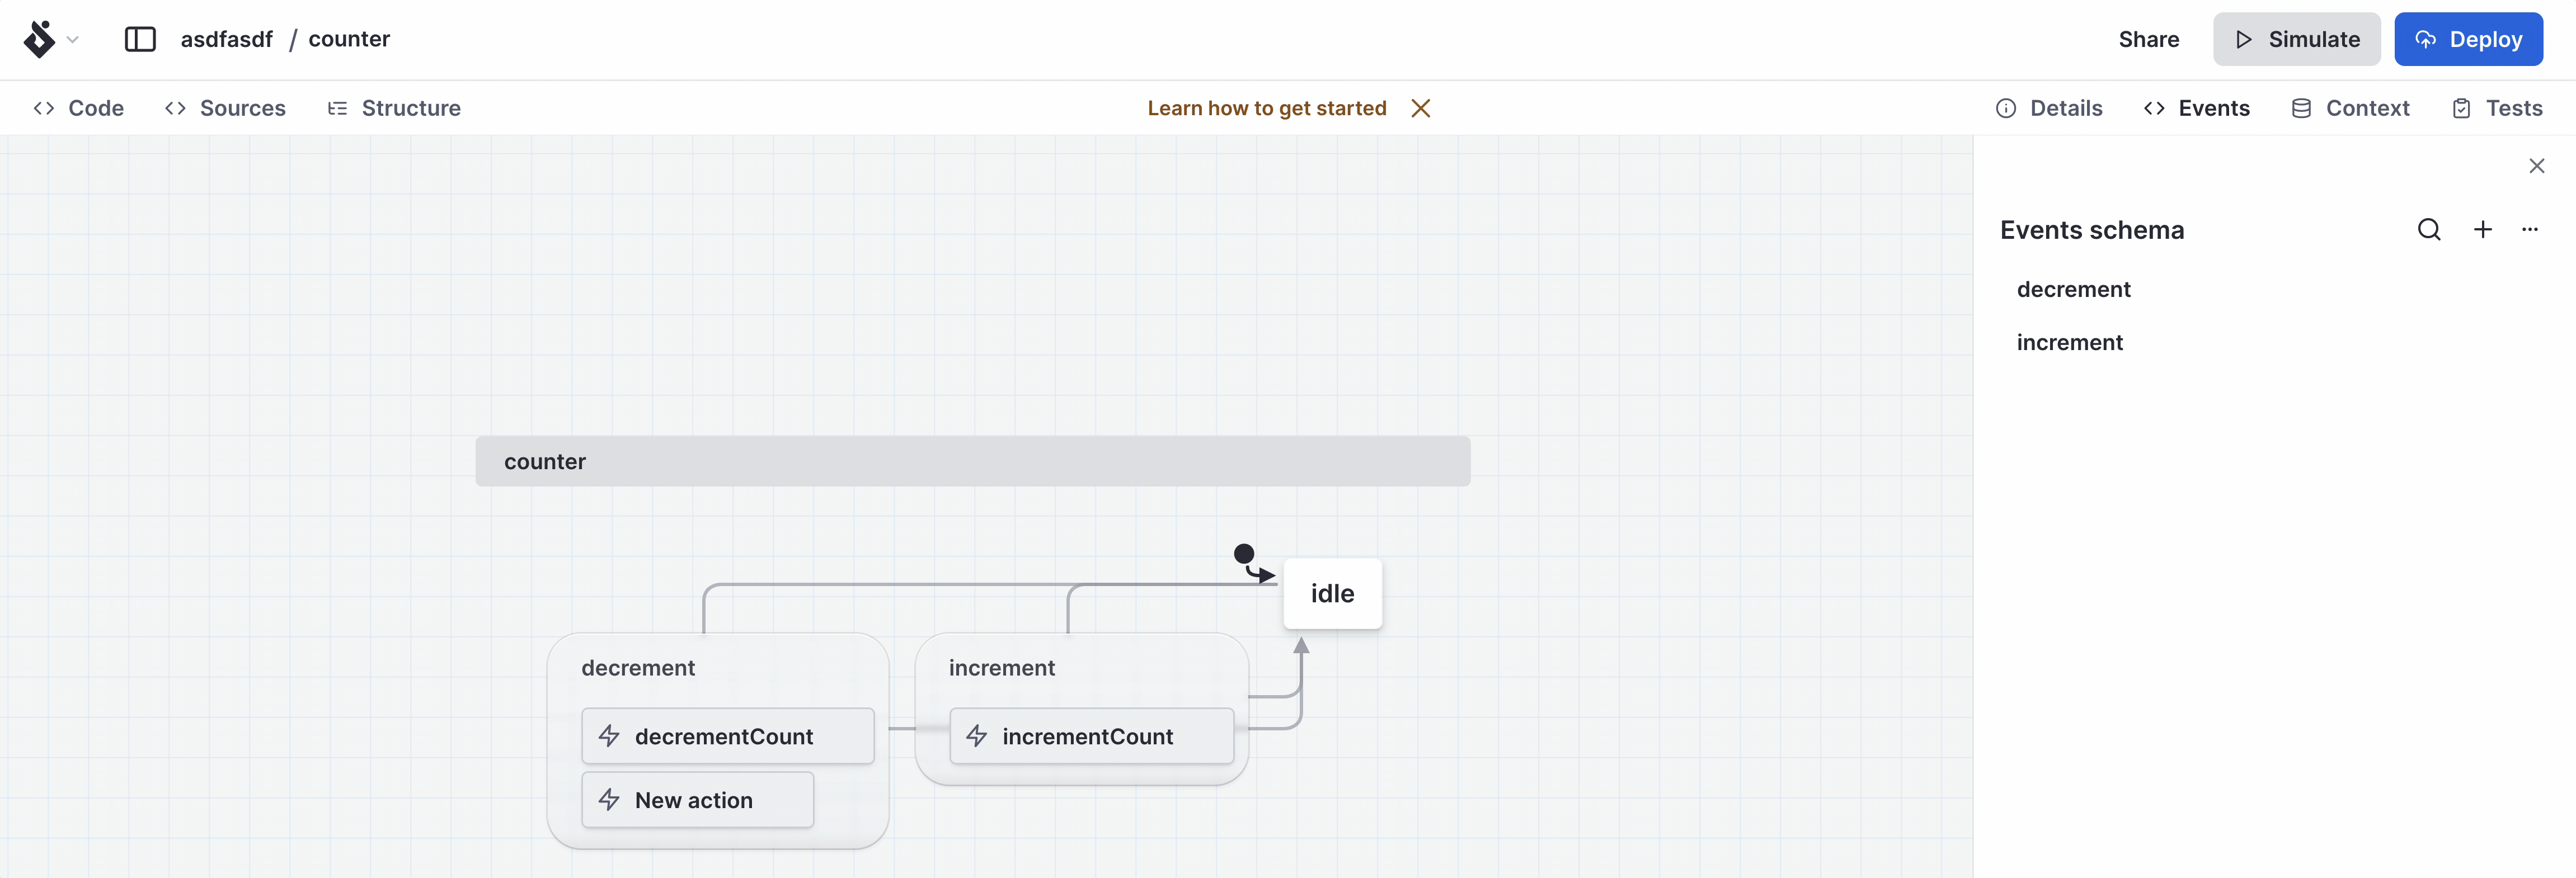 asdfasdf / counter
Share
Simulate
Deploy
Code
Sources
Structure
Learn how to get started
Details
Events
Context
Tests
Events schema
decrement
increment
counter
idle
decrement
decrementCount
New action
increment
incrementCount